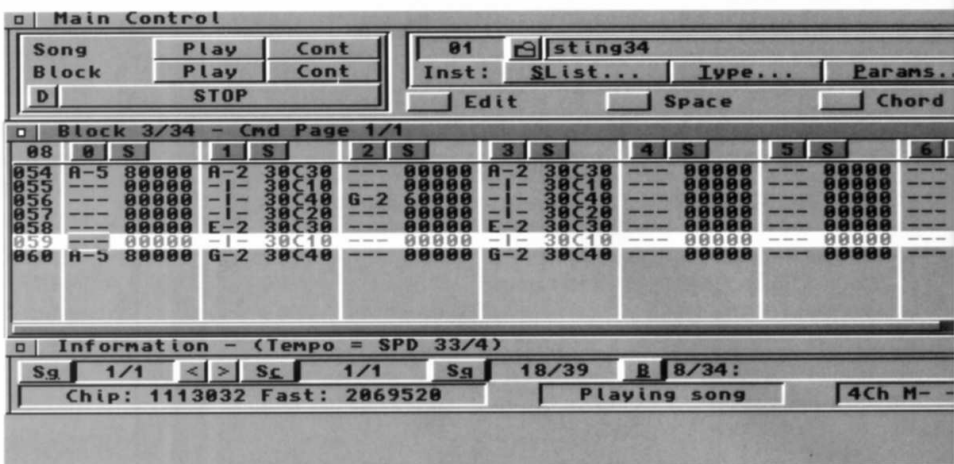 Main Control
Song Play Cont
Block Play Cont
D STOP
01 sting34
Inst: SList... Type... Params..
Edit Space Chord
Block 3/34 - Cmd Page 1/1
08 0 S 1 S 2 S 3 S 4 S 5 S 6
054 A-5 80000 A-2 30C30 --- 00000 A-2 30C30 --- 00000 --- 00000 ---
055 --- 00000 -|- 30C10 --- 00000 -|- 30C10 --- 00000 --- 00000 ---
056 --- 00000 -|- 30C40 G-2 60000 -|- 30C40 --- 00000 --- 00000 ---
057 --- 00000 -|- 30C20 --- 00000 -|- 30C20 --- 00000 --- 00000 ---
058 --- 00000 E-2 30C30 --- 00000 E-2 30C30 --- 00000 --- 00000 ---
059 --- 00000 -|- 30C10 --- 00000 -|- 30C10 --- 00000 --- 00000 ---
060 A-5 80000 G-2 30C40 --- 00000 G-2 30C40 --- 00000 --- 00000 ---
Information - (Tempo = SPD 33/4)
Sg 1/1 < > Sc 1/1 Sq 18/39 B 8/34:
Chip: 1113032 Fast: 2069520 Playing song 4Ch M- -